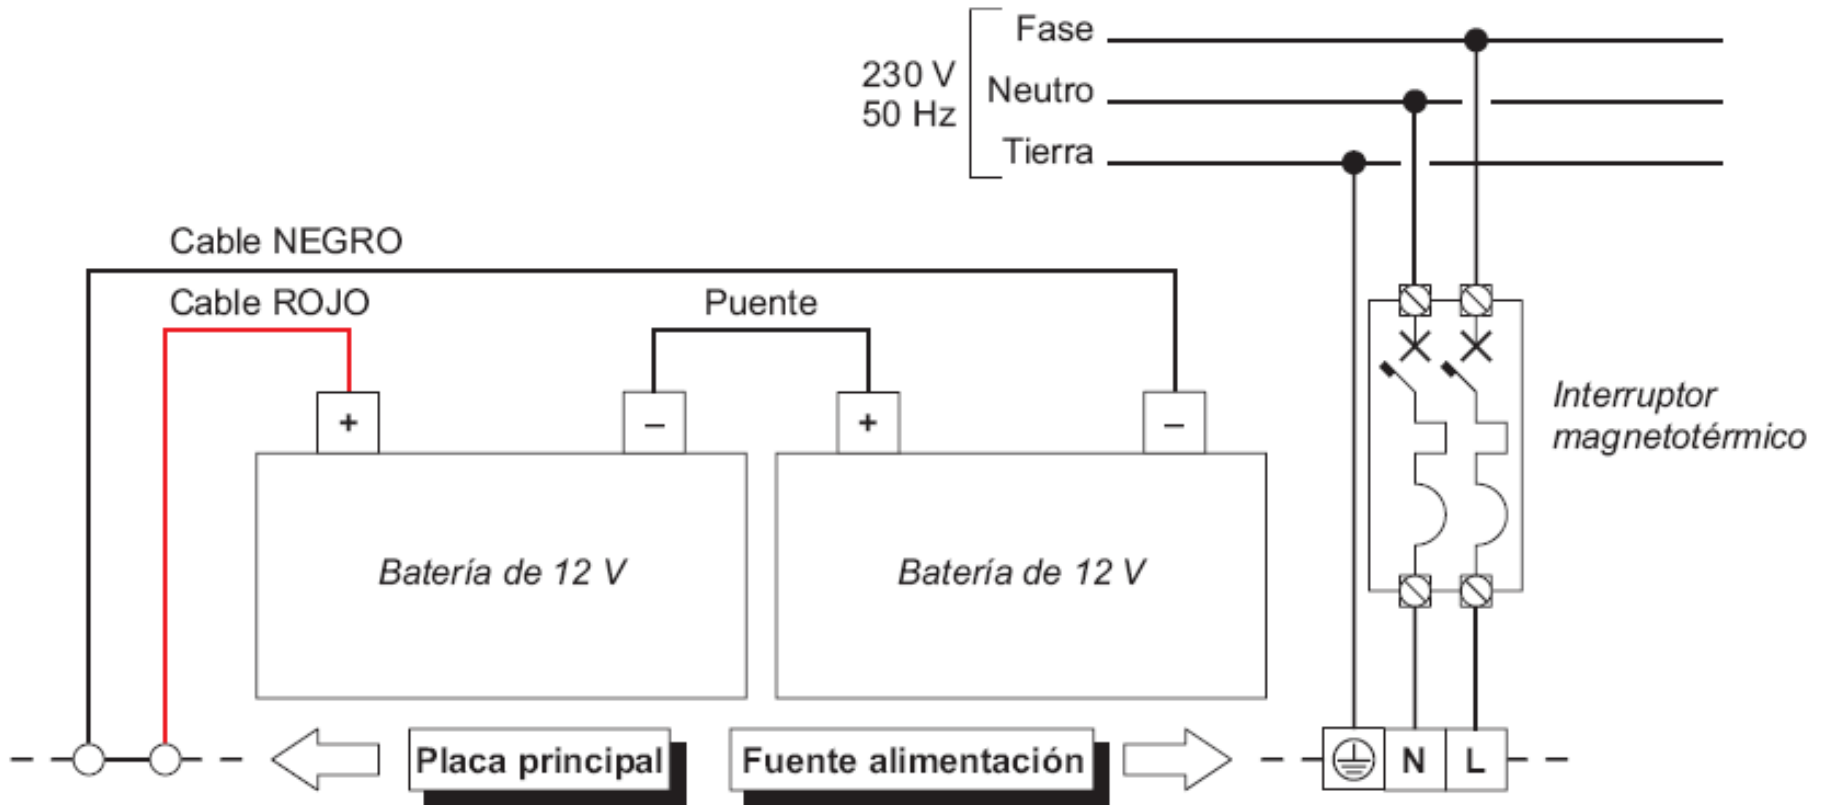 Fase
230 V
50 Hz
Neutro
Tierra
Cable NEGRO
Cable ROJO
Puente
+
–
+
–
Interruptor
magnetotérmico
Batería de 12 V
Batería de 12 V
Placa principal
Fuente alimentación
N
L